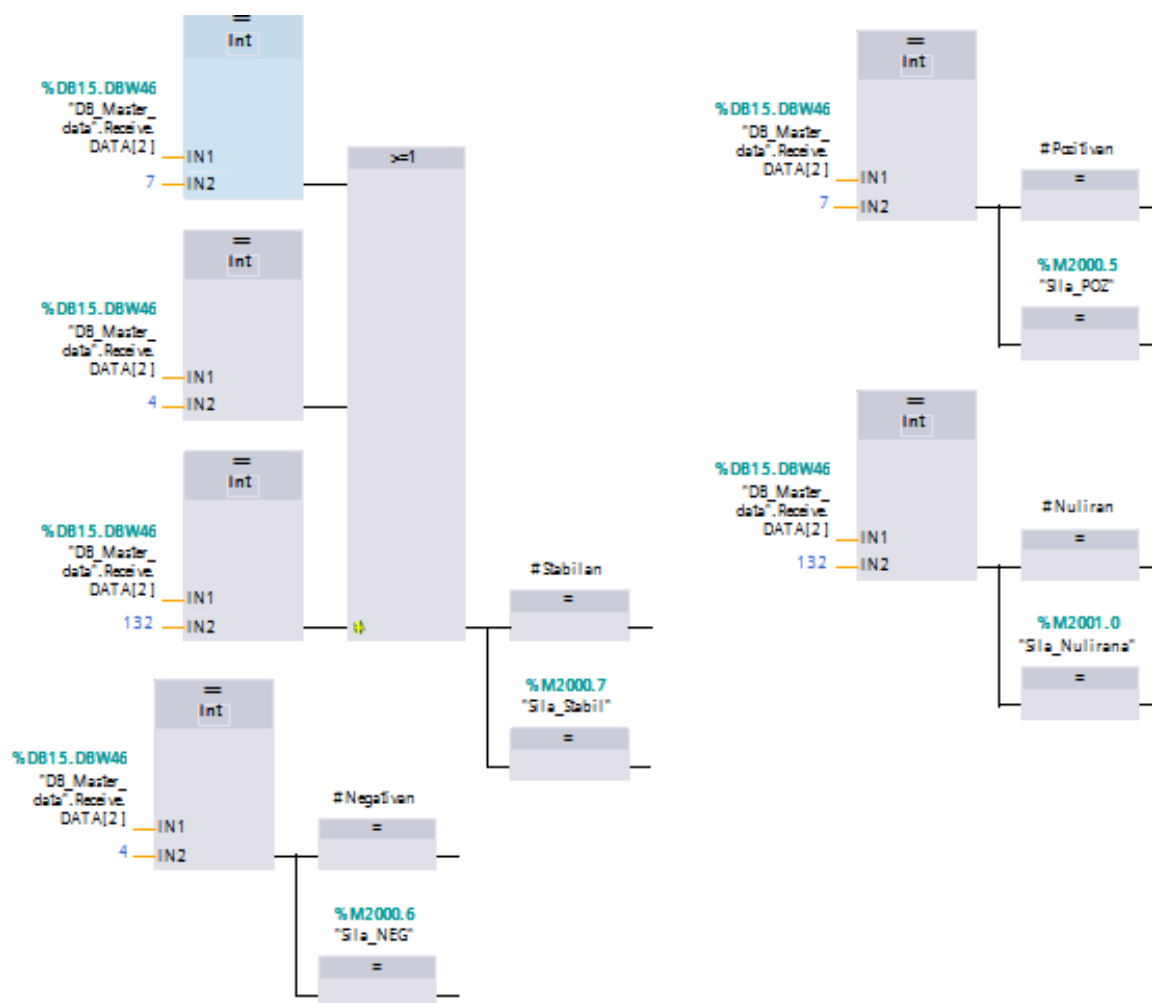 =
Int
%DB15.DBW46
"DB_Master_
data".Receive.
DATA[2]
IN1
7
IN2
>=1
=
Int
%DB15.DBW46
"DB_Master_
data".Receive.
DATA[2]
IN1
4
IN2
=
Int
%DB15.DBW46
"DB_Master_
data".Receive.
DATA[2]
IN1
132
IN2
#Stabilan
=
%M2000.7
"Sila_Stabil"
=
=
Int
%DB15.DBW46
"DB_Master_
data".Receive.
DATA[2]
IN1
4
IN2
#Negativan
=
%M2000.6
"Sila_NEG"
=
=
Int
%DB15.DBW46
"DB_Master_
data".Receive.
DATA[2]
IN1
7
IN2
#Positivan
=
%M2000.5
"Sila_POZ"
=
=
Int
%DB15.DBW46
"DB_Master_
data".Receive.
DATA[2]
IN1
132
IN2
#Nuliran
=
%M2001.0
"Sila_Nulirana"
=